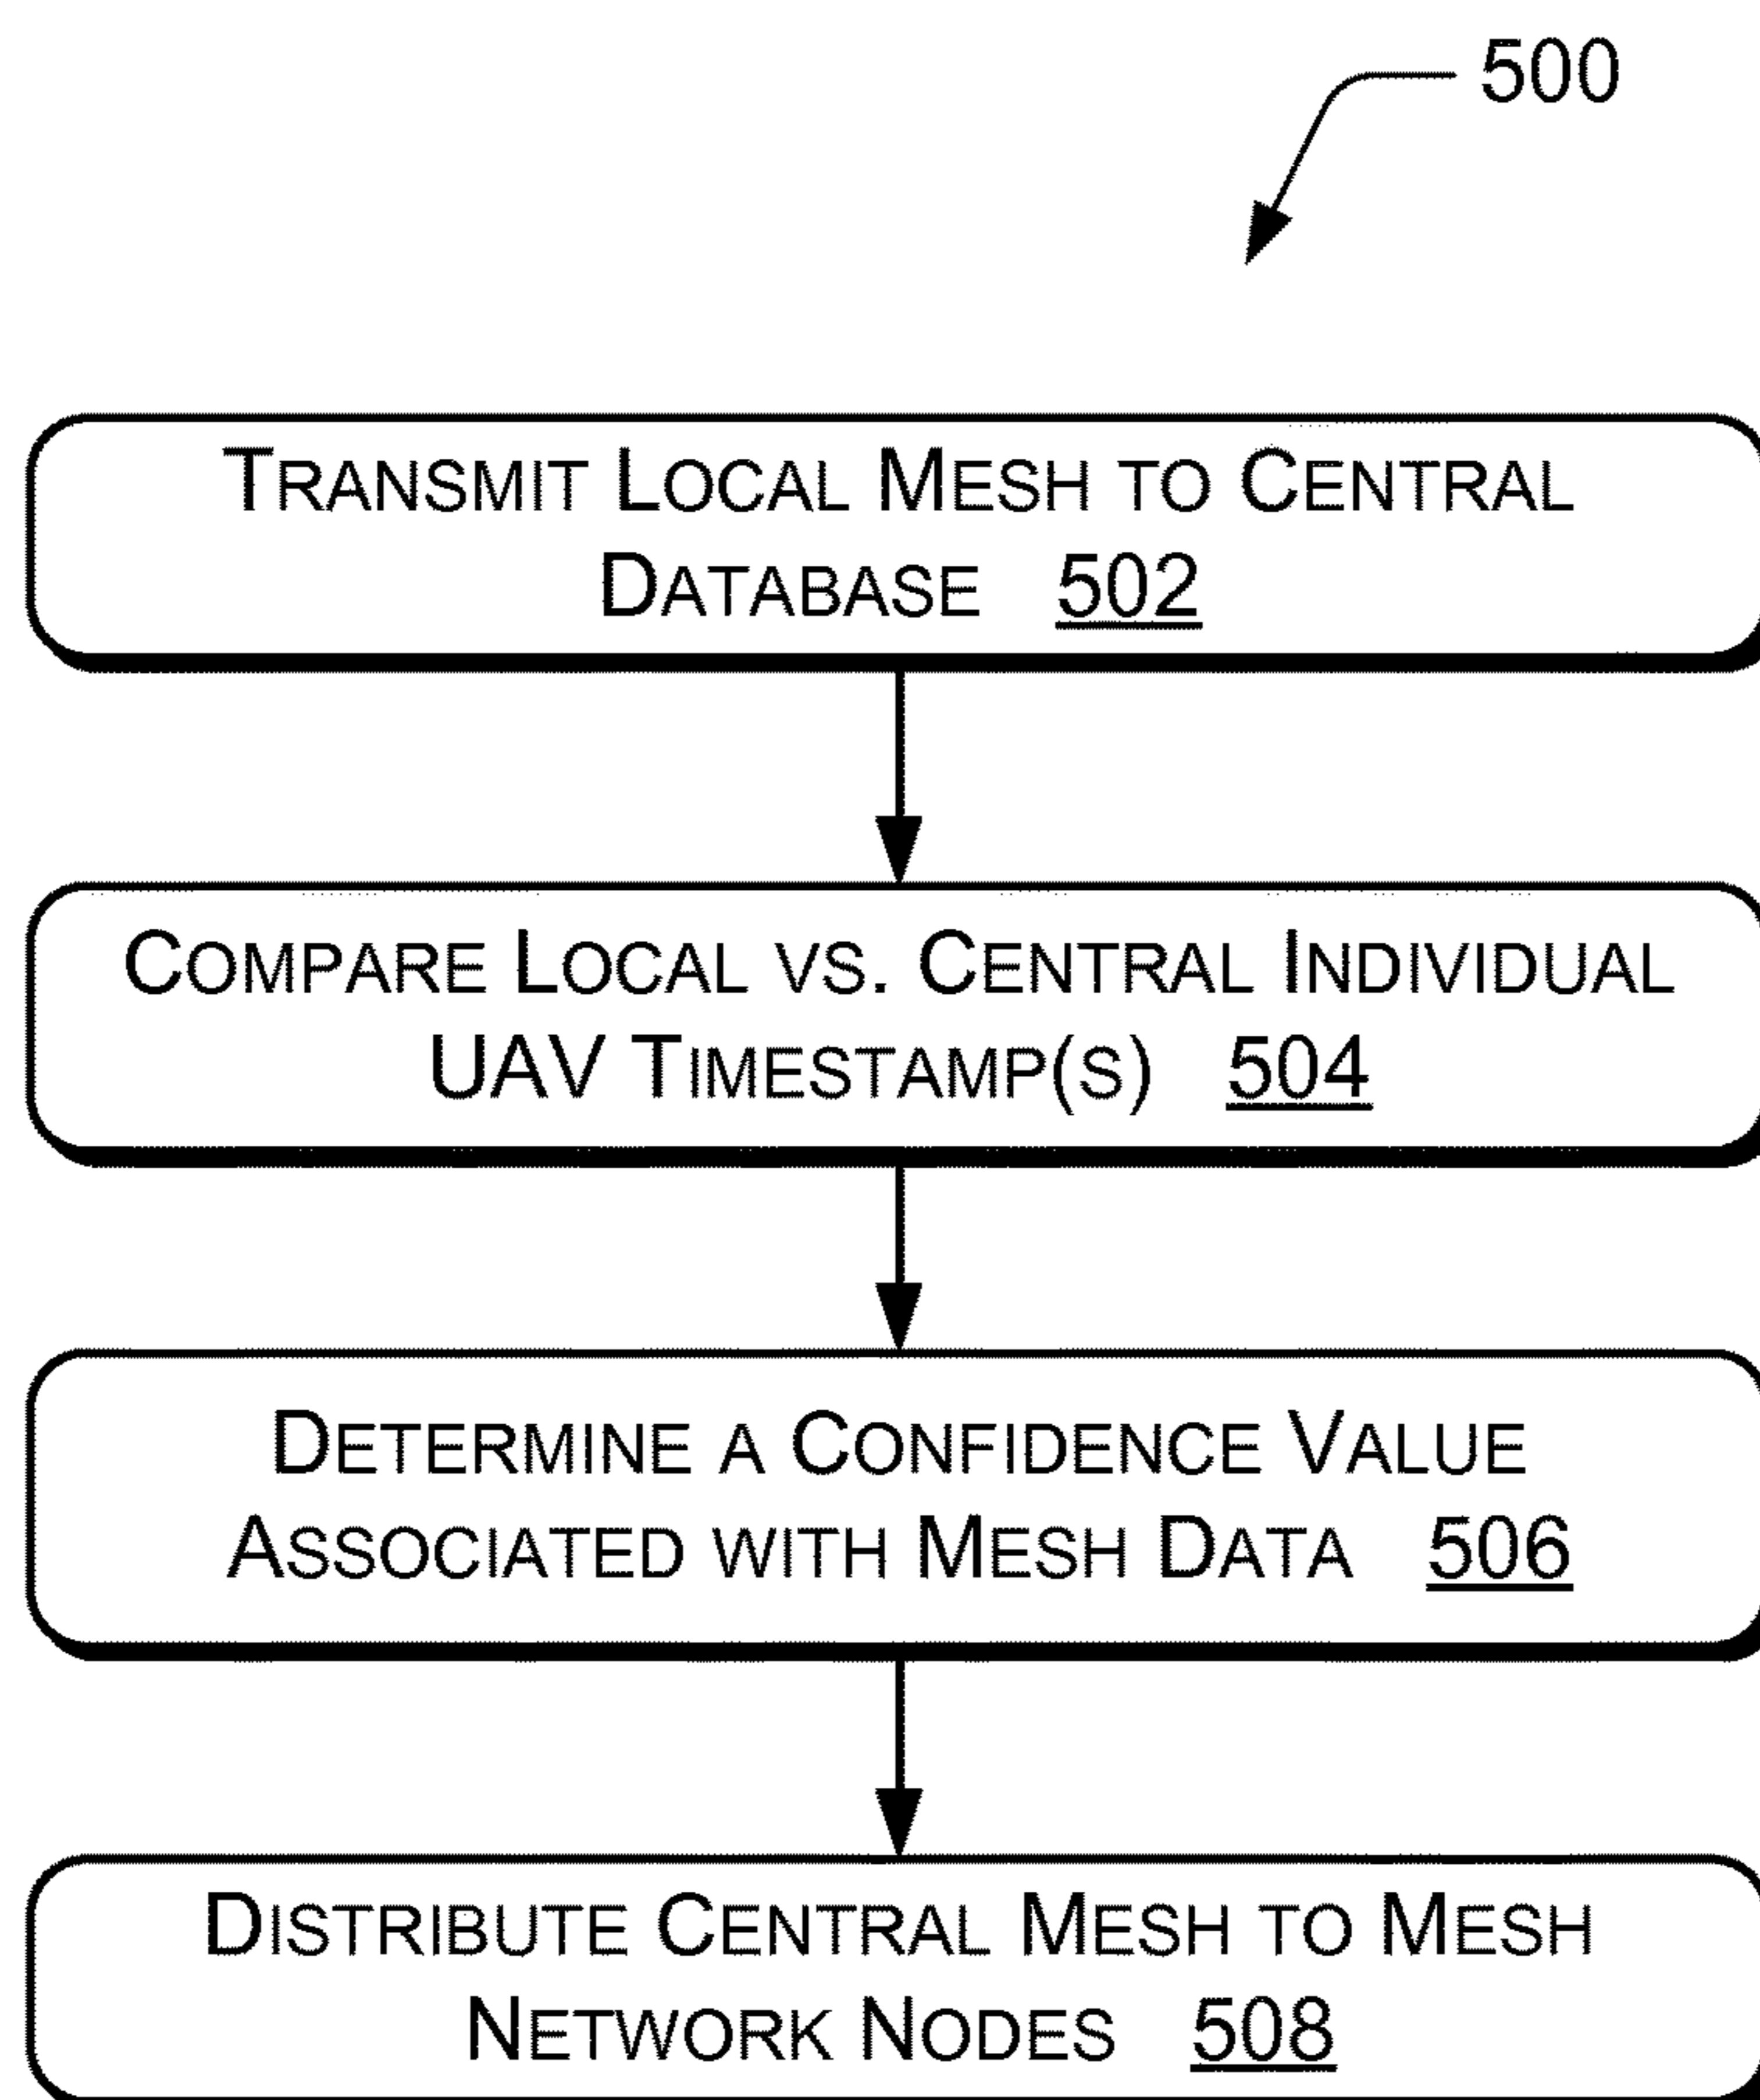 500
TRANSMIT LOCAL MESH TO CENTRAL
DATABASE 502
COMPARE LOCAL VS. CENTRAL INDIVIDUAL
UAV TIMESTAMP(S) 504
DETERMINE A CONFIDENCE VALUE
ASSOCIATED WITH MESH DATA 506
DISTRIBUTE CENTRAL MESH TO MESH
NETWORK NODES 508